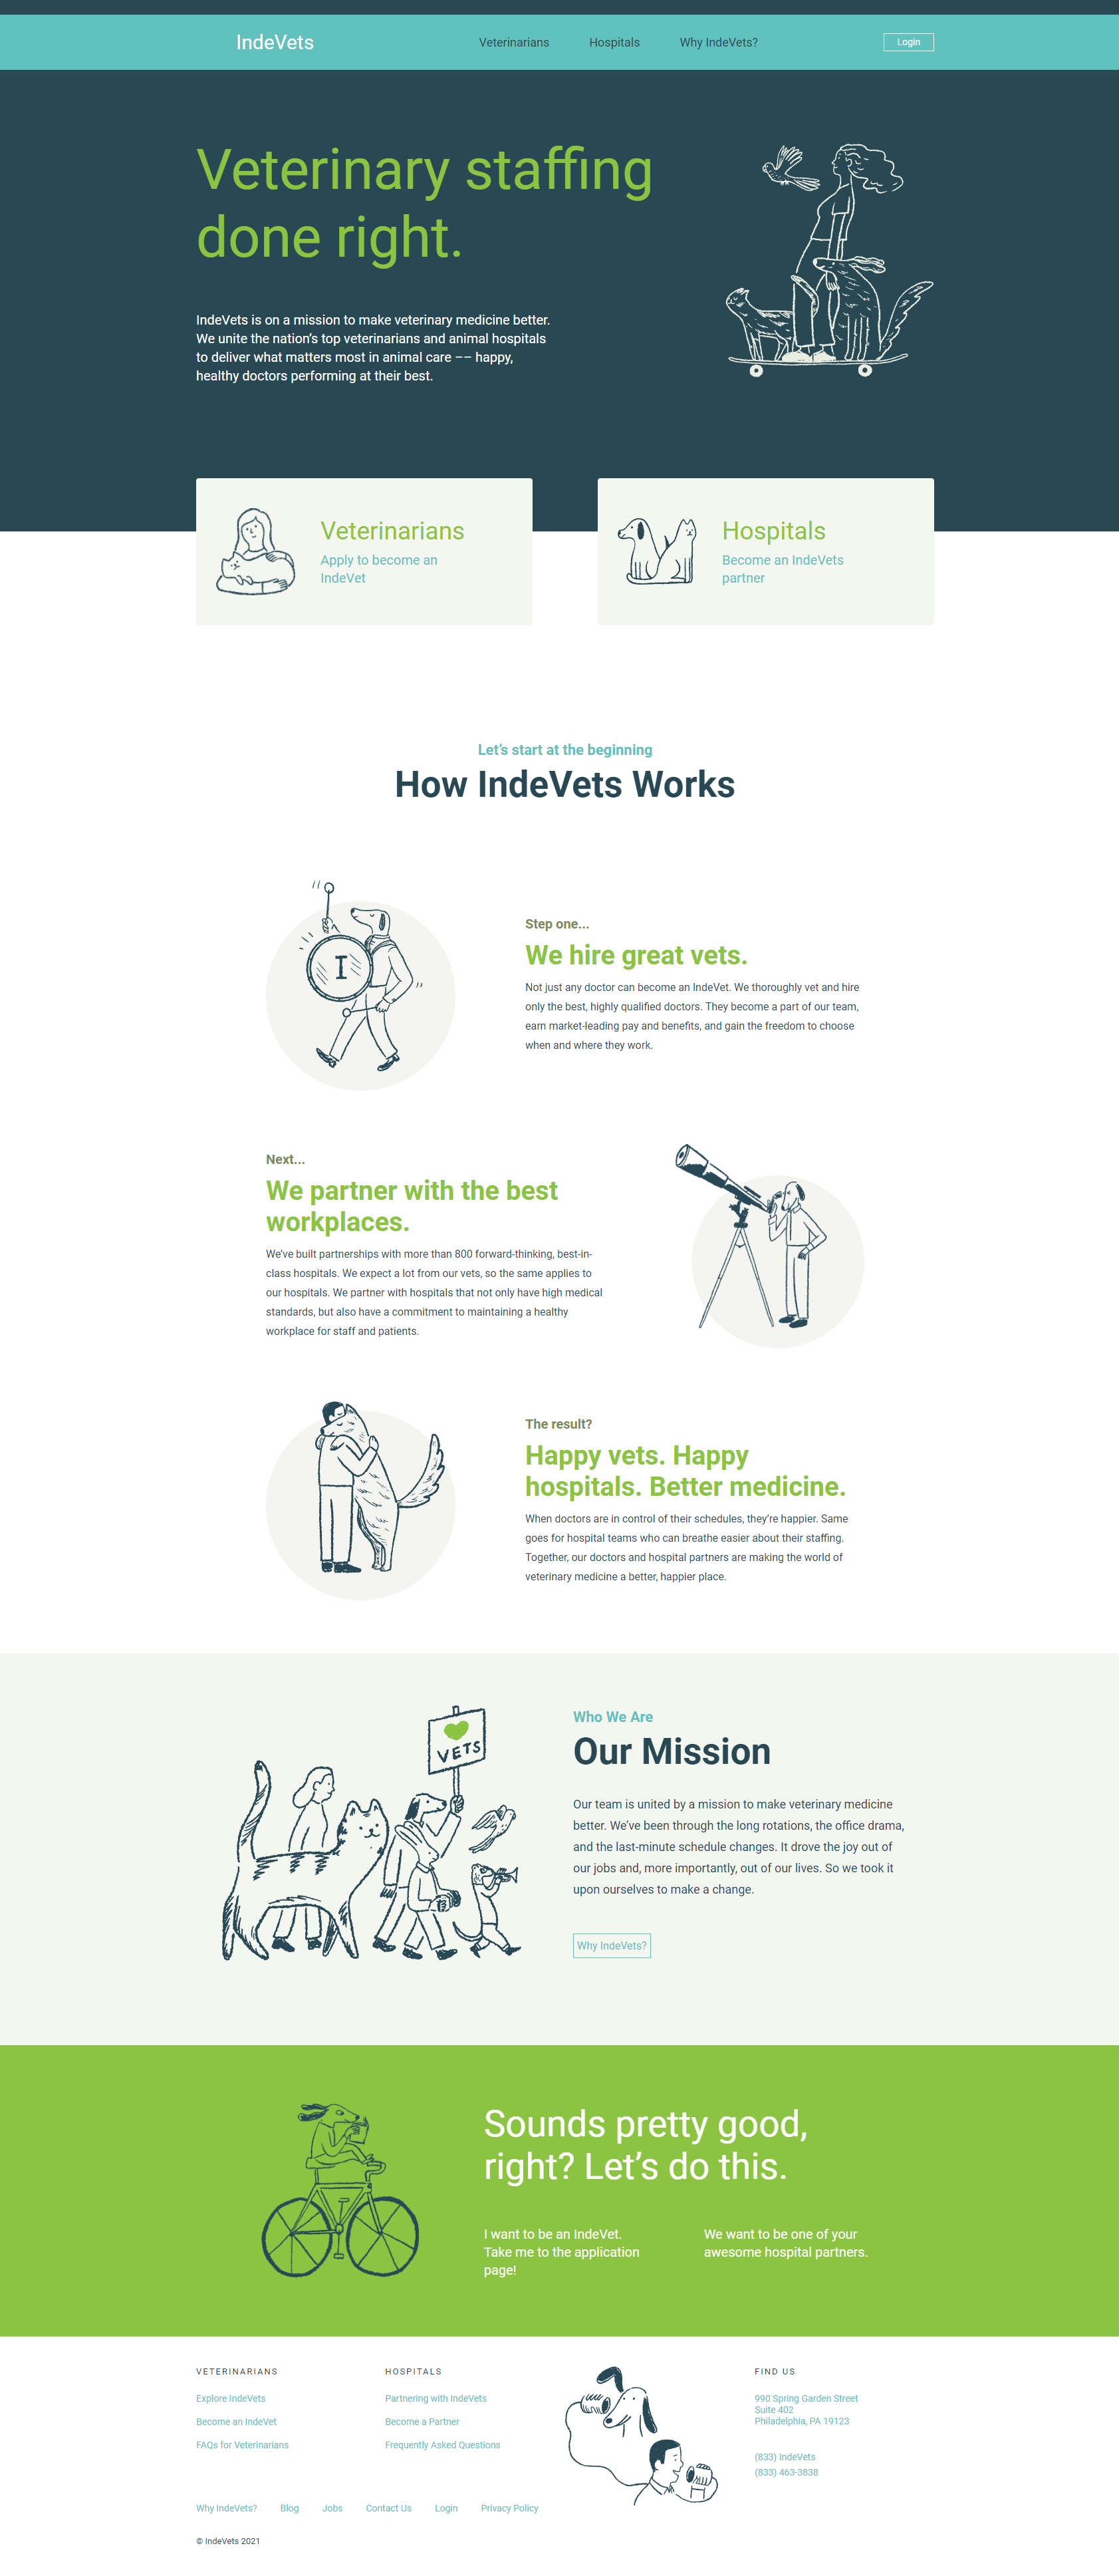 IndeVets
Veterinarians
Hospitals
Why IndeVets?
Login
Veterinary staffing
done right.
IndeVets is on a mission to make veterinary medicine better.
We unite the nation's top veterinarians and animal hospitals
to deliver what matters most in animal care –– happy,
healthy doctors performing at their best.
Veterinarians
Apply to become an
IndeVet
Hospitals
Become an IndeVets
partner
Let's start at the beginning
How IndeVets Works
I
Step one...
We hire great vets.
Not just any doctor can become an IndeVet. We thoroughly vet and hire
only the best, highly qualified doctors. They become a part of our team,
earn market-leading pay and benefits, and gain the freedom to choose
when and where they work.
Next...
We partner with the best
workplaces.
We've built partnerships with more than 800 forward-thinking, best-in-
class hospitals. We expect a lot from our vets, so the same applies to
our hospitals. We partner with hospitals that not only have high medical
standards, but also have a commitment to maintaining a healthy
workplace for staff and patients.
The result?
Happy vets. Happy
hospitals. Better medicine.
When doctors are in control of their schedules, they're happier. Same
goes for hospital teams who can breathe easier about their staffing.
Together, our doctors and hospital partners are making the world of
veterinary medicine a better, happier place.
VETS
Who We Are
Our Mission
Our team is united by a mission to make veterinary medicine
better. We've been through the long rotations, the office drama,
and the last-minute schedule changes. It drove the joy out of
our jobs and, more importantly, out of our lives. So we took it
upon ourselves to make a change.
Why IndeVets?
Sounds pretty good,
right? Let's do this.
I want to be an IndeVet.
Take me to the application
page!
We want to be one of your
awesome hospital partners.
VETERINARIANS
Explore IndeVets
Become an IndeVet
FAQs for Veterinarians
HOSPITALS
Partnering with IndeVets
Become a Partner
Frequently Asked Questions
FIND US
990 Spring Garden Street
Suite 402
Philadelphia, PA 19123
(833) IndeVets
(833) 463-3838
Why IndeVets?
Blog
Jobs
Contact Us
Login
Privacy Policy
© IndeVets 2021